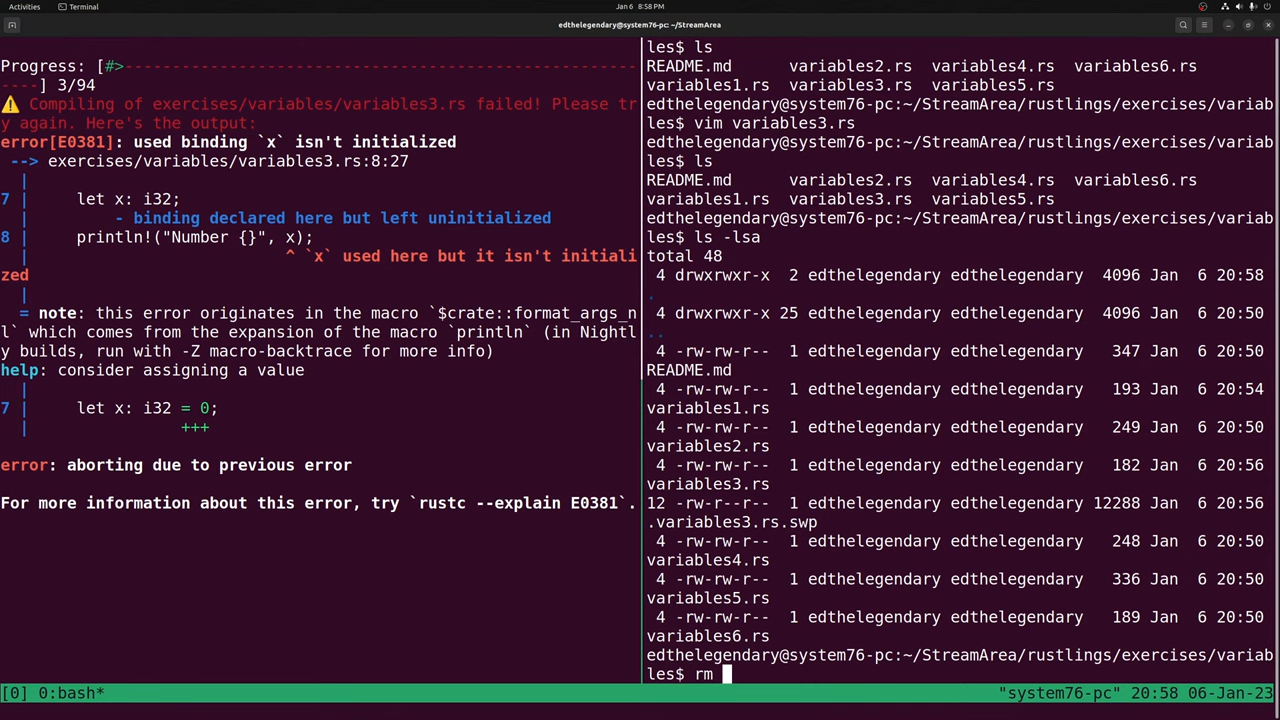 Activities
Terminal
Jan 6 8:58 PM
edthelegendary@system76-pc: ~/StreamArea
Progress: [#>------------------------------------------------------
----] 3/94
⚠️ Compiling of exercises/variables/variables3.rs failed! Please tr
y again. Here's the output:
error[E0381]: used binding `x` isn't initialized
--> exercises/variables/variables3.rs:8:27
|
7 |     let x: i32;
|         - binding declared here but left uninitialized
8 |     println!("Number {}", x);
|                           ^ `x` used here but it isn't initiali
zed
|
= note: this error originates in the macro `$crate::format_args_n
l` which comes from the expansion of the macro `println` (in Nightl
y builds, run with -Z macro-backtrace for more info)
help: consider assigning a value
|
7 |     let x: i32 = 0;
|                +++
error: aborting due to previous error
For more information about this error, try `rustc --explain E0381`.
les$ ls
README.md      variables2.rs  variables4.rs  variables6.rs
variables1.rs  variables3.rs  variables5.rs
edthelegendary@system76-pc:~/StreamArea/rustlings/exercises/variab
les$ vim variables3.rs
edthelegendary@system76-pc:~/StreamArea/rustlings/exercises/variab
les$ ls
README.md      variables2.rs  variables4.rs  variables6.rs
variables1.rs  variables3.rs  variables5.rs
edthelegendary@system76-pc:~/StreamArea/rustlings/exercises/variab
les$ ls -lsa
total 48
4 drwxrwxr-x  2 edthelegendary edthelegendary  4096 Jan  6 20:58
.
4 drwxrwxr-x 25 edthelegendary edthelegendary  4096 Jan  6 20:50
..
4 -rw-rw-r--  1 edthelegendary edthelegendary   347 Jan  6 20:50
README.md
4 -rw-rw-r--  1 edthelegendary edthelegendary   193 Jan  6 20:54
variables1.rs
4 -rw-rw-r--  1 edthelegendary edthelegendary   249 Jan  6 20:50
variables2.rs
4 -rw-rw-r--  1 edthelegendary edthelegendary   182 Jan  6 20:56
variables3.rs
12 -rw-r--r--  1 edthelegendary edthelegendary 12288 Jan  6 20:56
.variables3.rs.swp
4 -rw-rw-r--  1 edthelegendary edthelegendary   248 Jan  6 20:50
variables4.rs
4 -rw-rw-r--  1 edthelegendary edthelegendary   336 Jan  6 20:50
variables5.rs
4 -rw-rw-r--  1 edthelegendary edthelegendary   189 Jan  6 20:50
variables6.rs
edthelegendary@system76-pc:~/StreamArea/rustlings/exercises/variab
les$ rm
[0] 0:bash*
"system76-pc" 20:58 06-Jan-23